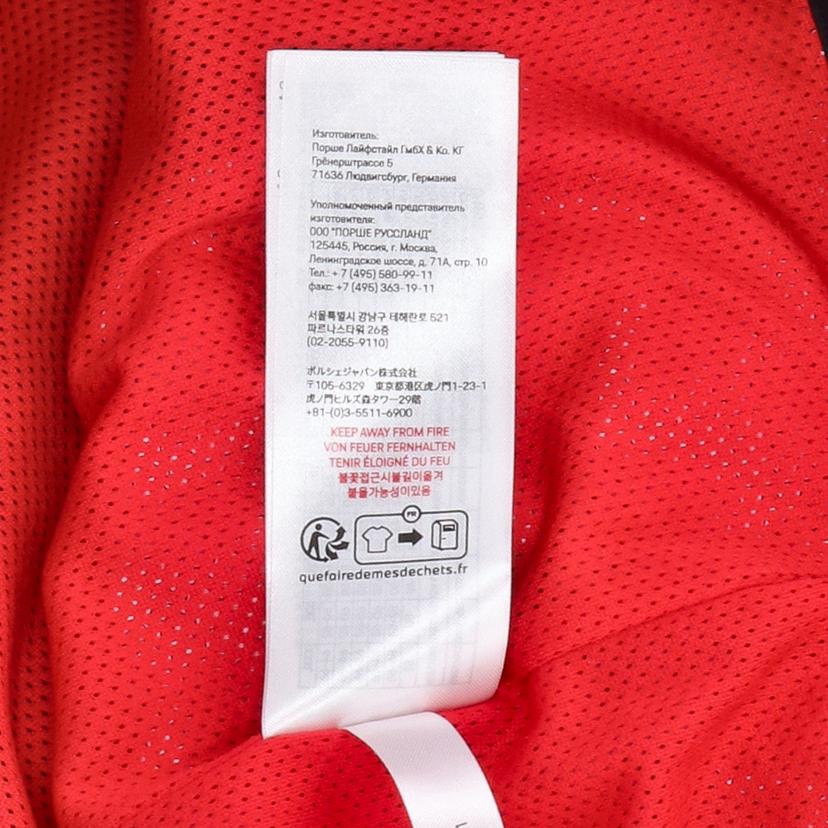 Изготовитель:
Порше Лайфстайл ГмбХ & Ко. КГ
Грёнерштрассе 5
71636 Людвигсбург, Германия
Уполномоченный представитель
изготовителя:
ООО "ПОРШЕ РУССЛАНД"
125445, Россия, г. Москва,
Ленинградское шоссе, д. 71А, стр. 10
Тел.: + 7 (495) 580-99-11
факс: +7 (495) 363-19-11
서울특별시 강남구 테헤란로 521
파르나스타워 26층
(02-2055-9110)
ポルシェジャパン株式会社
〒105-6329 東京都港区虎ノ門1-23-1
虎ノ門ヒルズ森タワー29階
+81-(0)3-5511-6900
KEEP AWAY FROM FIRE
VON FEUER FERNHALTEN
TENIR ÉLOIGNÉ DU FEU
불꽃접근시불길이옮겨
붙을가능성이있음
FR
quefairedemesdechets.fr